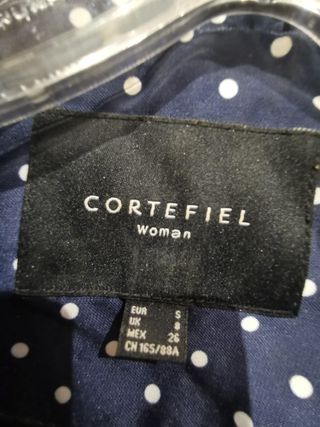 CORTEFIEL
Woman
EUR S
UK 8
MEX 26
CH 165/88A